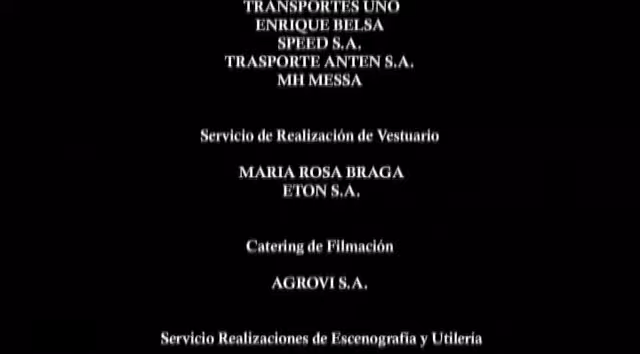 TRANSPORTES UNO
ENRIQUE BELSA
SPEED S.A.
TRASPORTE ANTEN S.A.
MH MESSA
Servicio de Realización de Vestuario
MARIA ROSA BRAGA
ETON S.A.
Catering de Filmación
AGROVI S.A.
Servicio Realizaciones de Escenografía y Utilería